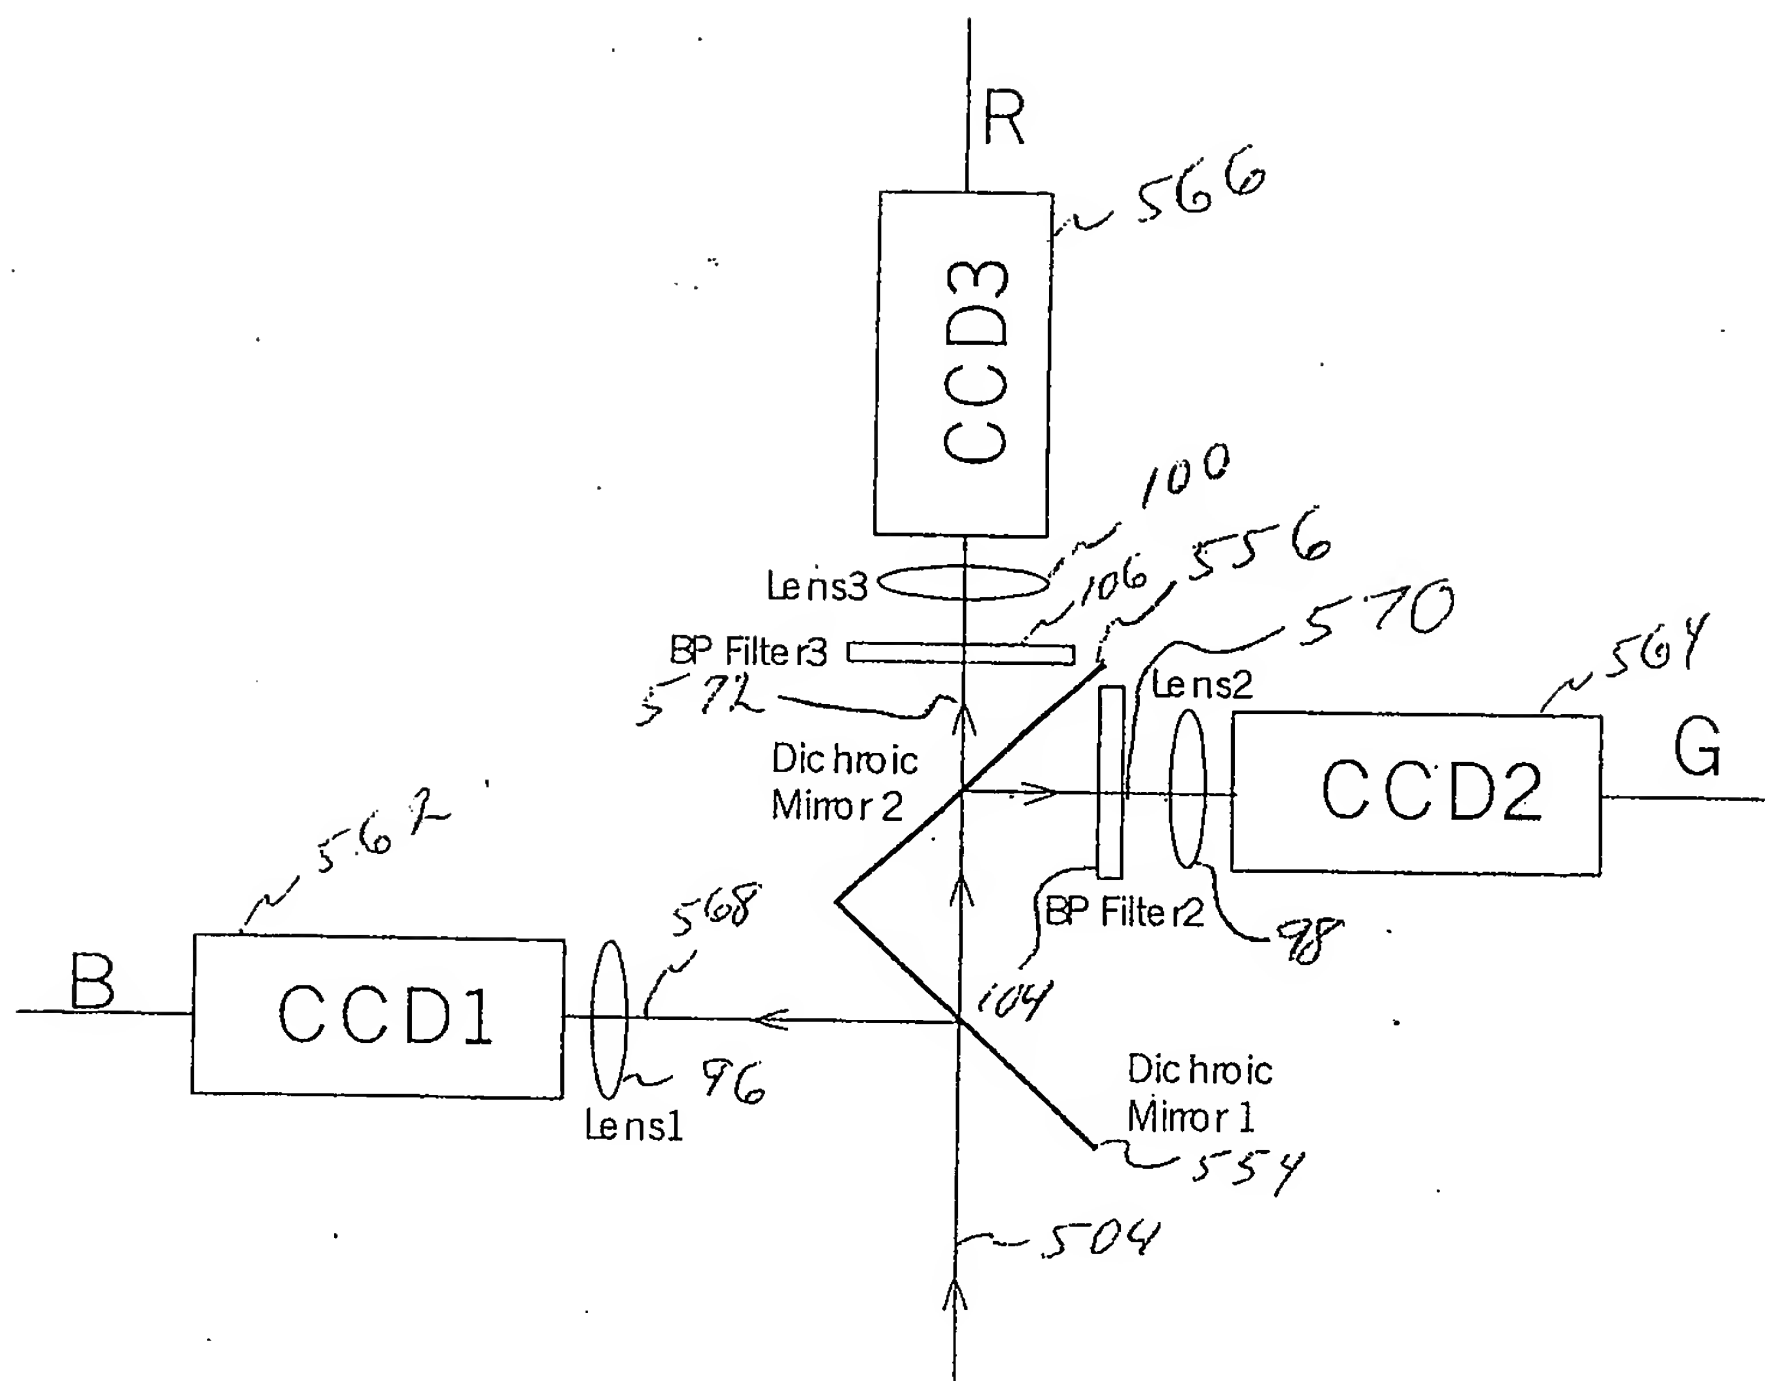 R
566
CCD3
100
556
Lens3
106
570
BP Filter3
564
572
Lens2
Dichroic
Mirror 2
G
CCD2
562
568
BP Filter2
98
B
CCD1
104
96
Dichroic
Mirror 1
Lens1
554
504